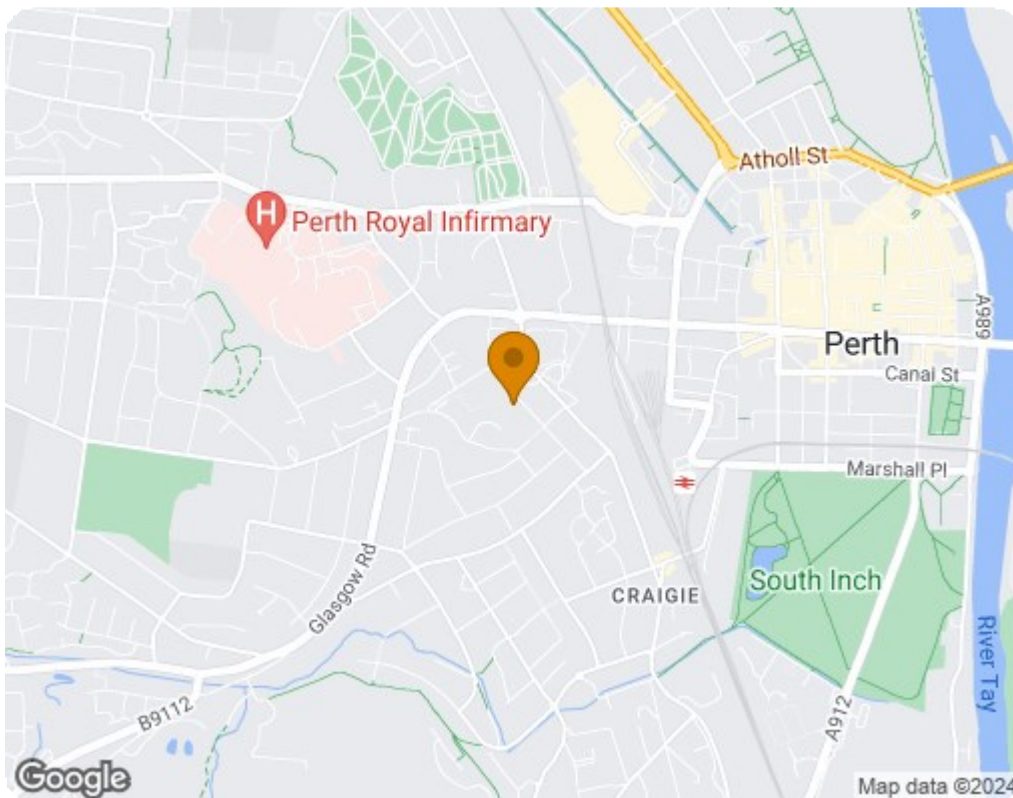 Atholl St
H
Perth Royal Infirmary
A989
Perth
Canal St
Marshall Pl
Glasgow Rd
South Inch
CRAIGIE
River Tay
B9112
A912
Google
Map data ©2024